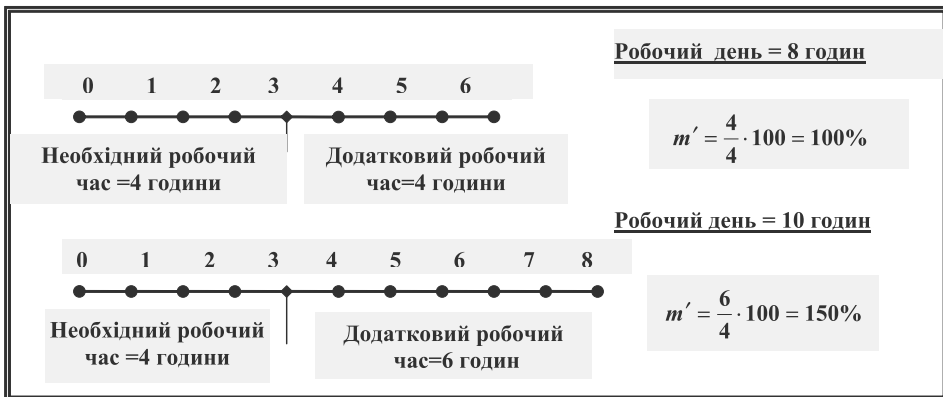 Робочий день = 8 годин
0 1 2 3 4 5 6
m′ = 4/4 · 100 = 100%
Необхідний робочий
час =4 години
Додатковий робочий
час=4 години
Робочий день = 10 годин
0 1 2 3 4 5 6 7 8
m′ = 6/4 · 100 = 150%
Необхідний робочий
час =4 години
Додатковий робочий
час=6 годин